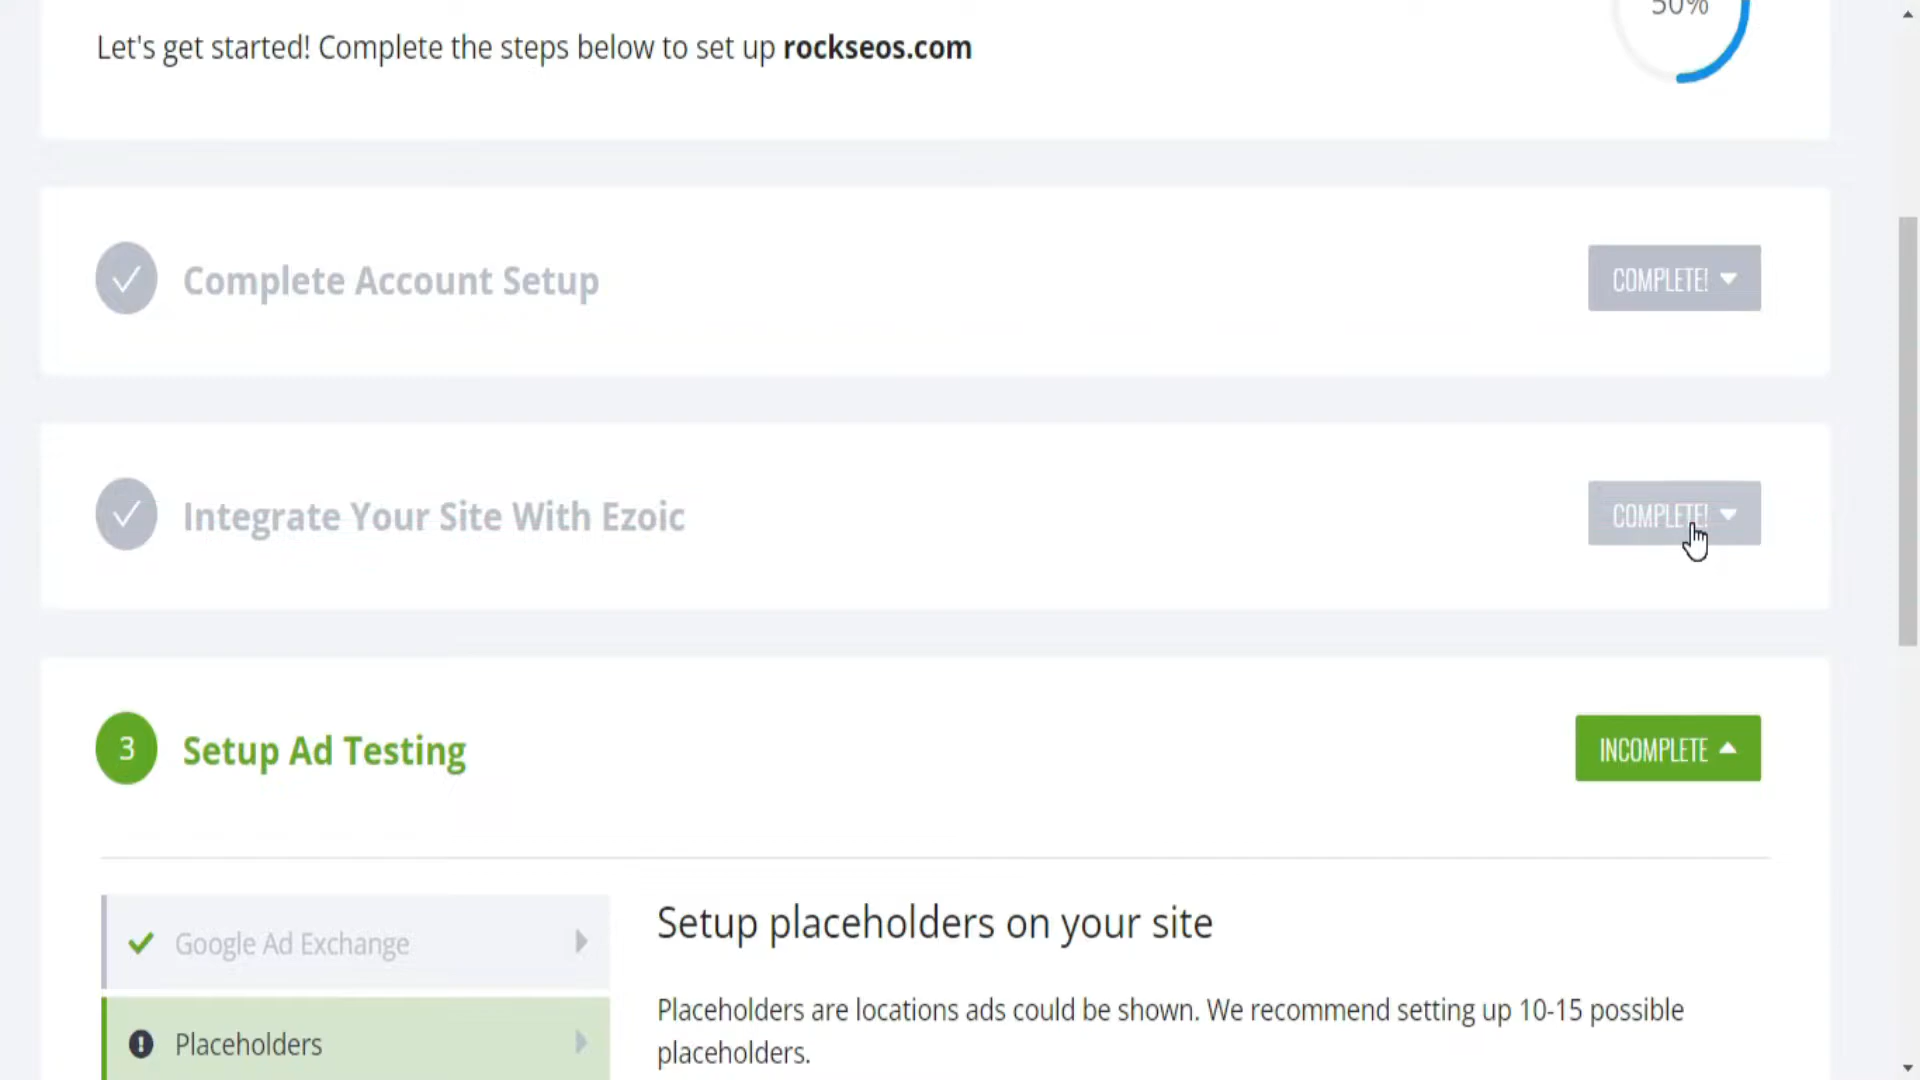 50%
Let's get started! Complete the steps below to set up rockseos.com
Complete Account Setup
COMPLETE!
Integrate Your Site With Ezoic
COMPLETE!
3
Setup Ad Testing
INCOMPLETE
Google Ad Exchange
Setup placeholders on your site
Placeholders
Placeholders are locations ads could be shown. We recommend setting up 10-15 possible
placeholders.